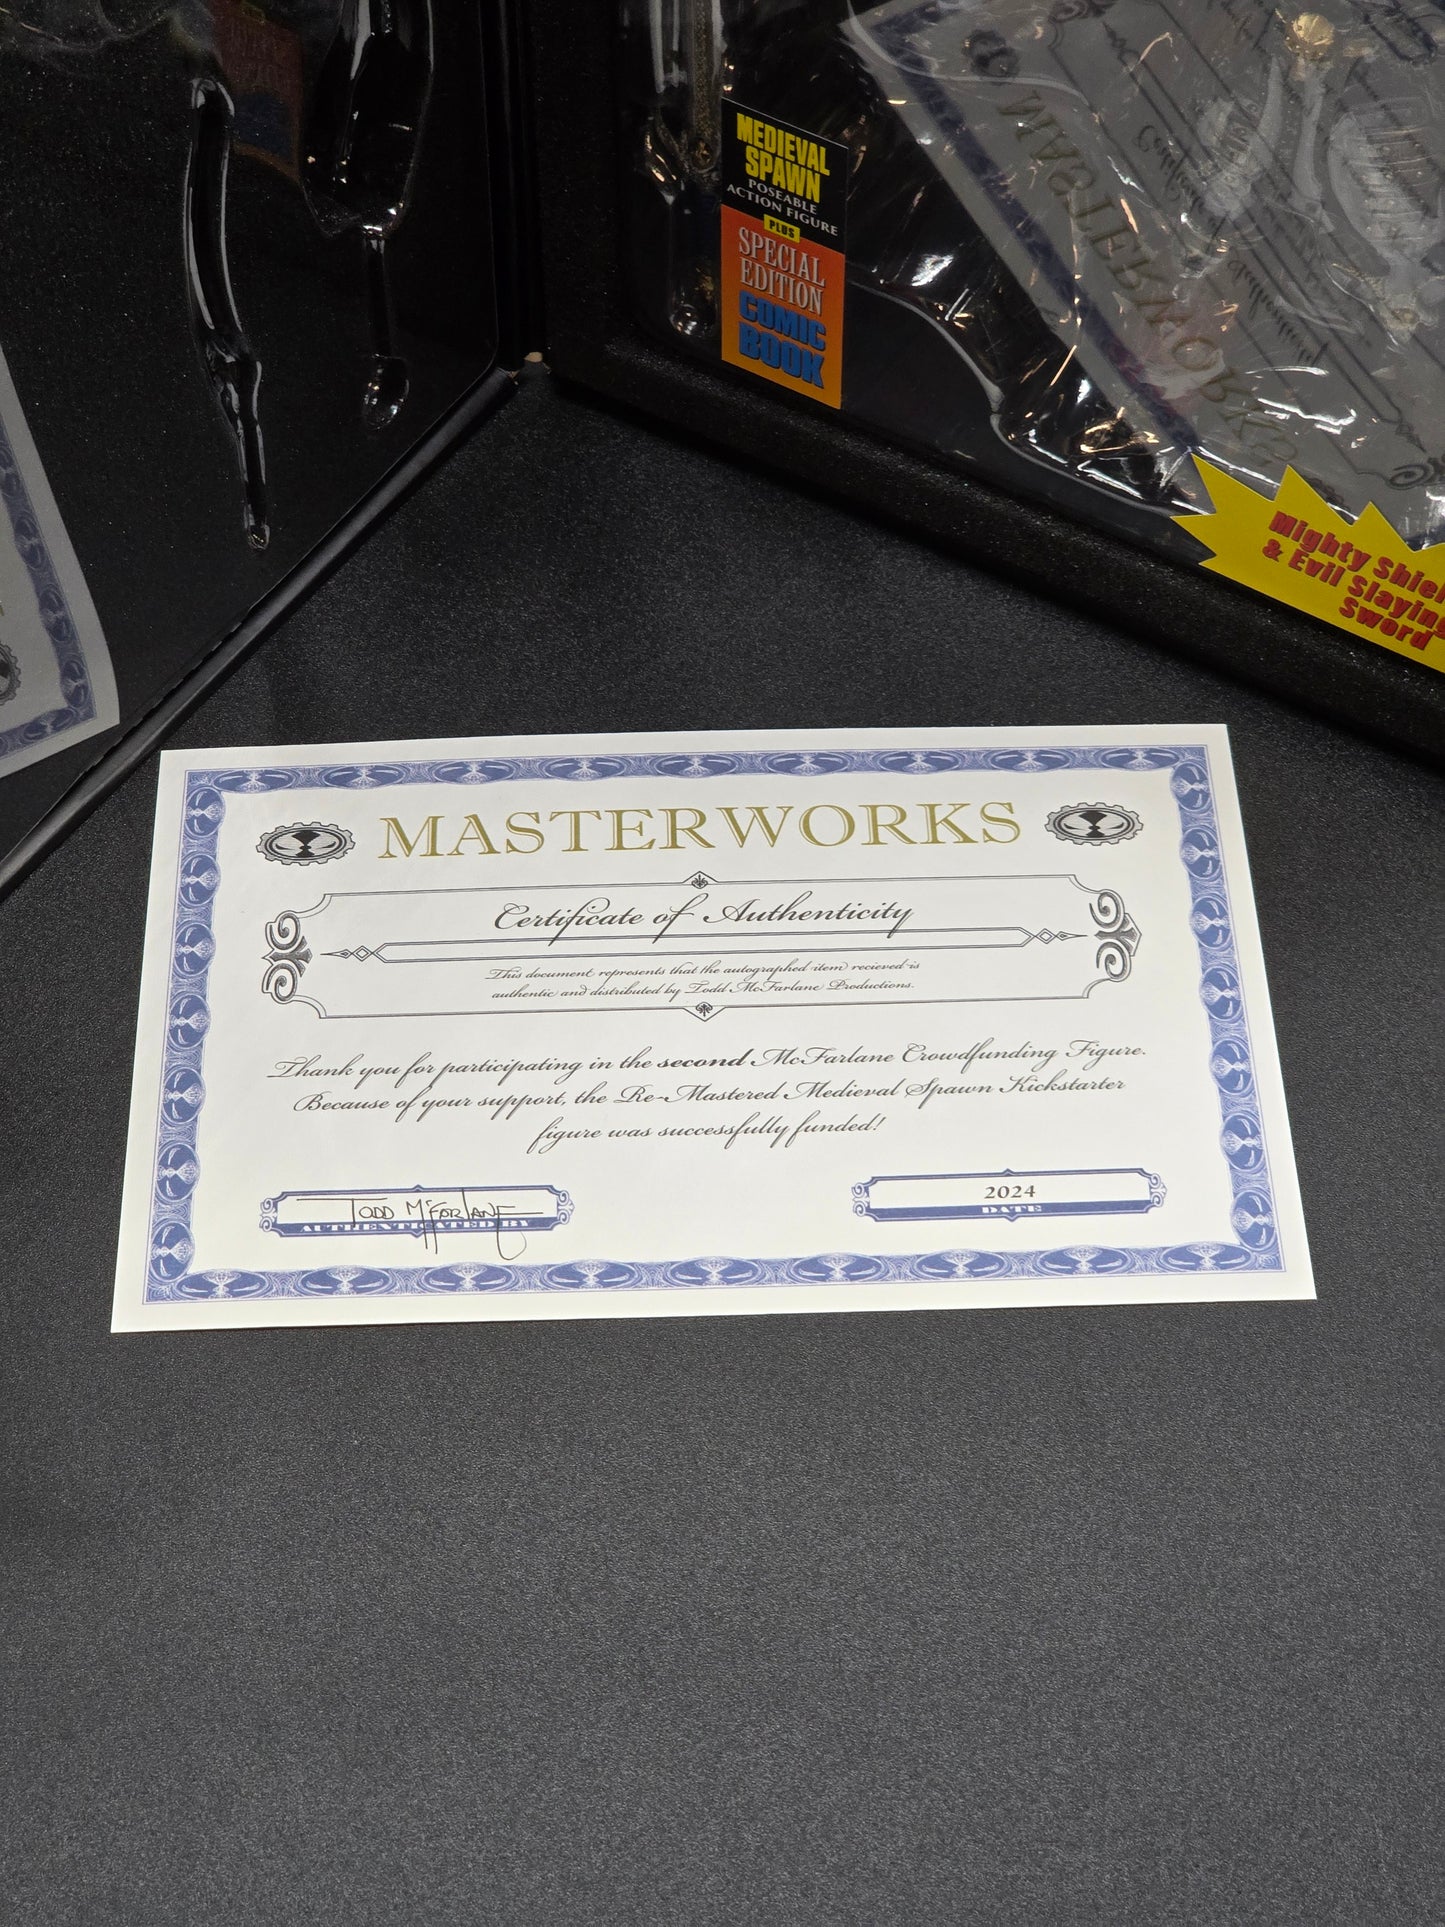 MEDIEVAL
SPAWN
POSEABLE
ACTION FIGURE
PLUS
SPECIAL
EDITION
COMIC
BOOK
Mighty
& Evil
Sword
MASTERWORKS
Certificate of Authenticity
This document represents that the autographed item recieved is
authentic and distributed by Todd McFarlane Productions.
Thank you for participating in the second McFarlane Crowdfunding Figure.
Because of your support, the Re-Mastered Medieval Spawn Kickstarter
figure was successfully funded!
TODD McFARLANE
AUTHENTICATED BY
2024
DATE